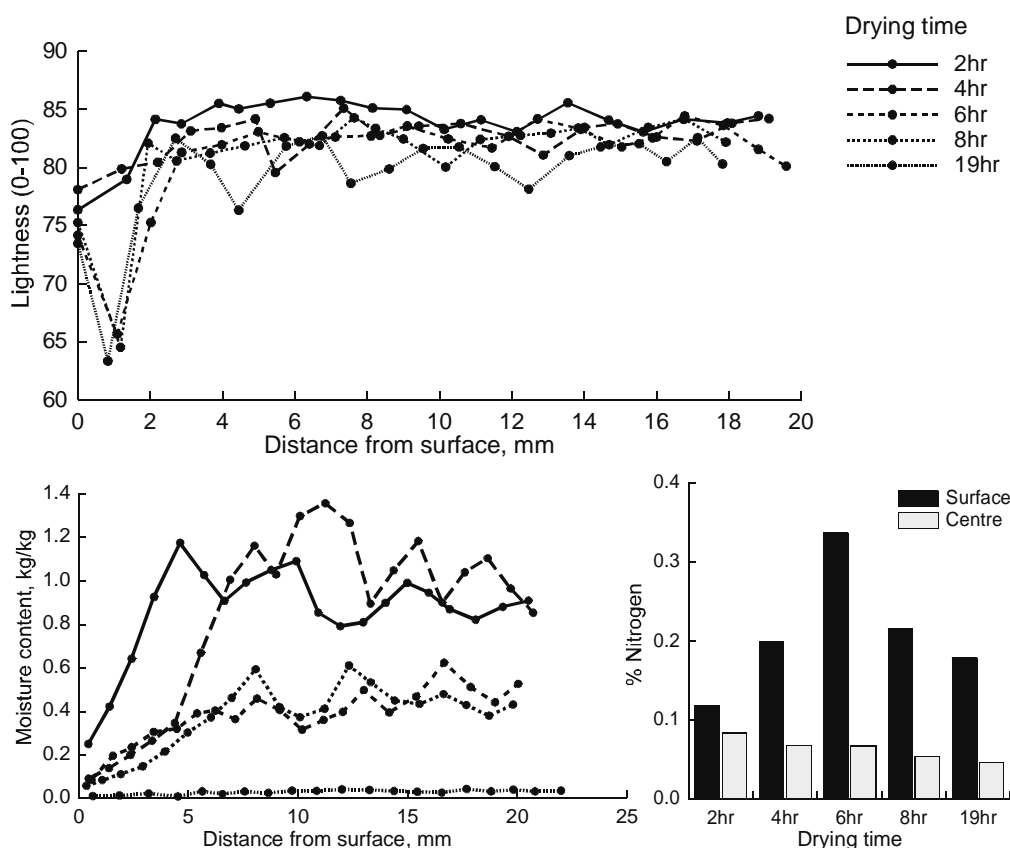 Drying time
2hr
4hr
6hr
8hr
19hr
Lightness (0-100)
90
85
80
75
70
65
60
0 2 4 6 8 10 12 14 16 18 20
Distance from surface, mm
Moisture content, kg/kg
1.4
1.2
1.0
0.8
0.6
0.4
0.2
0.0
0 5 10 15 20 25
Distance from surface, mm
% Nitrogen
0.4
0.3
0.2
0.1
0.0
Surface
Centre
2hr 4hr 6hr 8hr 19hr
Drying time